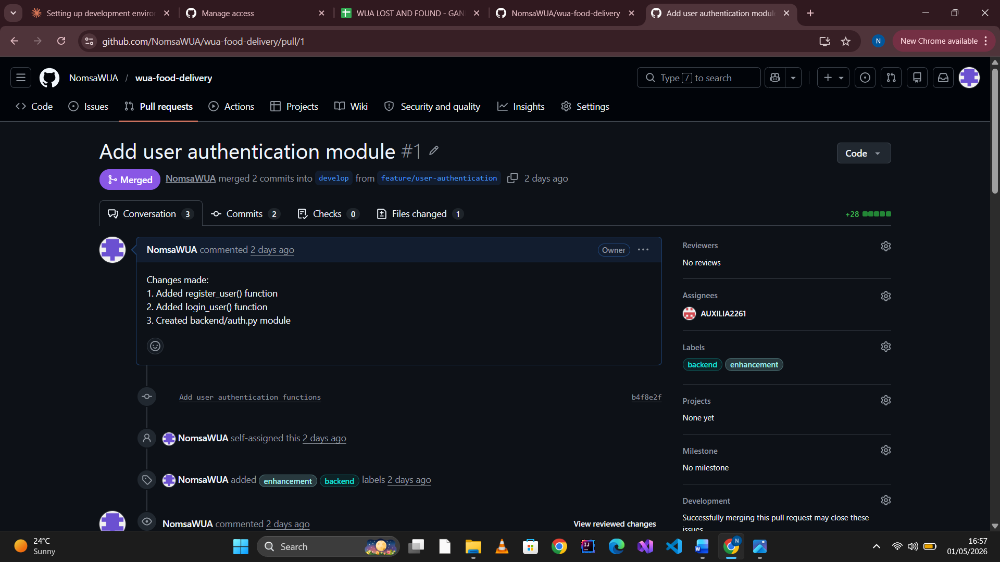 Setting up development enviro
Manage access
WUA LOST AND FOUND - GAN
NomsaWUA/wua-food-delivery
Add user authentication modul
github.com/NomsaWUA/wua-food-delivery/pull/1
N
New Chrome available
NomsaWUA / wua-food-delivery
Type / to search
Code
Issues
Pull requests
Actions
Projects
Wiki
Security and quality
Insights
Settings
Add user authentication module #1
Code
Merged
NomsaWUA merged 2 commits into develop from feature/user-authentication 2 days ago
Conversation 3
Commits 2
Checks 0
Files changed 1
+28
NomsaWUA commented 2 days ago
Owner
Changes made:
1. Added register_user() function
2. Added login_user() function
3. Created backend/auth.py module
Add user authentication functions
b4f8e2f
NomsaWUA self-assigned this 2 days ago
NomsaWUA added enhancement backend labels 2 days ago
NomsaWUA commented 2 days ago
View reviewed changes
Reviewers
No reviews
Assignees
AUXILIA2261
Labels
backend enhancement
Projects
None yet
Milestone
No milestone
Development
Successfully merging this pull request may close these
issues.
24°C
Sunny
Search
16:57
01/05/2026